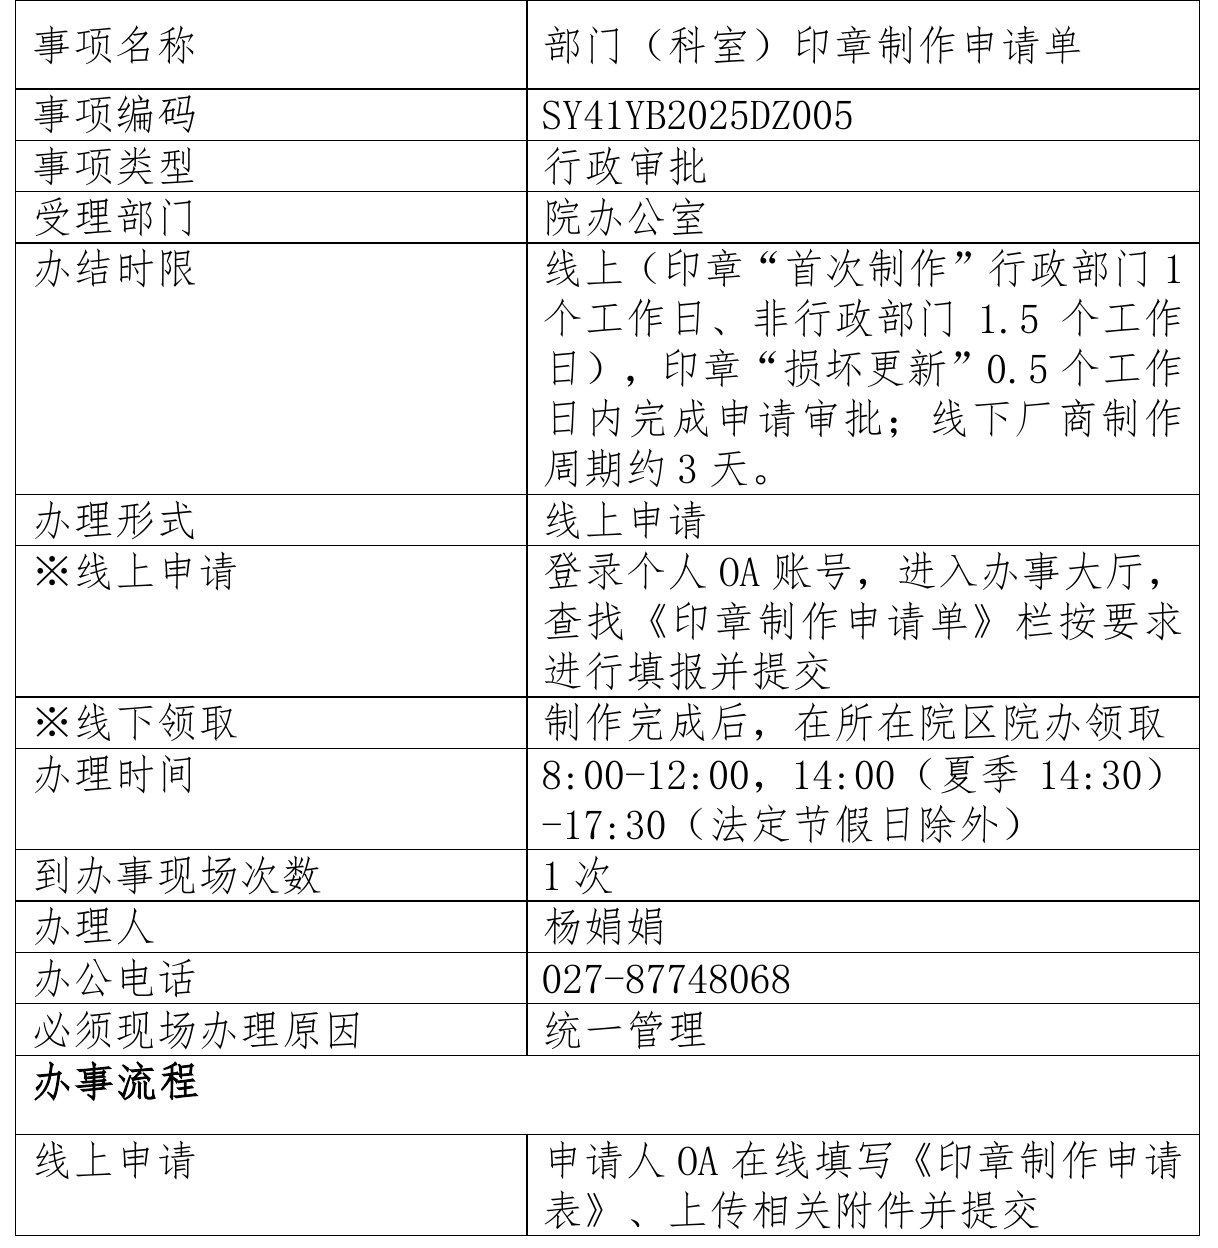 事项名称
部门（科室）印章制作申请单
事项编码
SY41YB2025DZ005
事项类型
行政审批
受理部门
院办公室
办结时限
线上（印章“首次制作”行政部门 1
个工作日、非行政部门 1.5 个工作
日），印章“损坏更新”0.5 个工作
日内完成申请审批；线下厂商制作
周期约 3 天。
办理形式
线上申请
※线上申请
登录个人 OA 账号，进入办事大厅，
查找《印章制作申请单》栏按要求
进行填报并提交
※线下领取
制作完成后，在所在院区院办领取
办理时间
8:00-12:00，14:00（夏季 14:30）
-17:30（法定节假日除外）
到办事现场次数
1 次
办理人
杨娟娟
办公电话
027-87748068
必须现场办理原因
统一管理
办事流程
线上申请
申请人 OA 在线填写《印章制作申请
表》、上传相关附件并提交